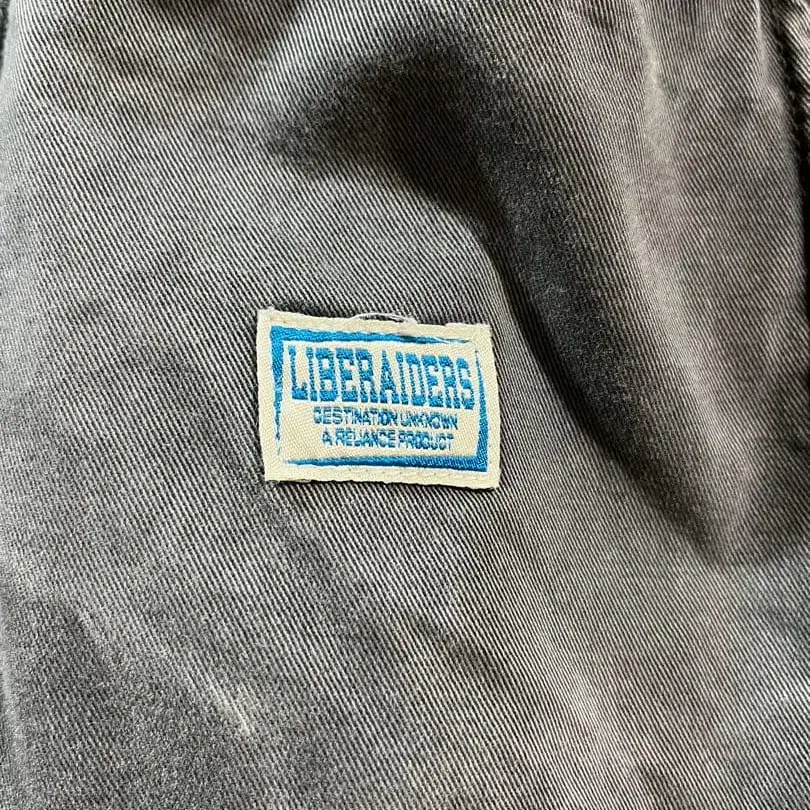 LIBERAIDERS
DESTINATION UNKNOWN
A RELIANCE PRODUCT